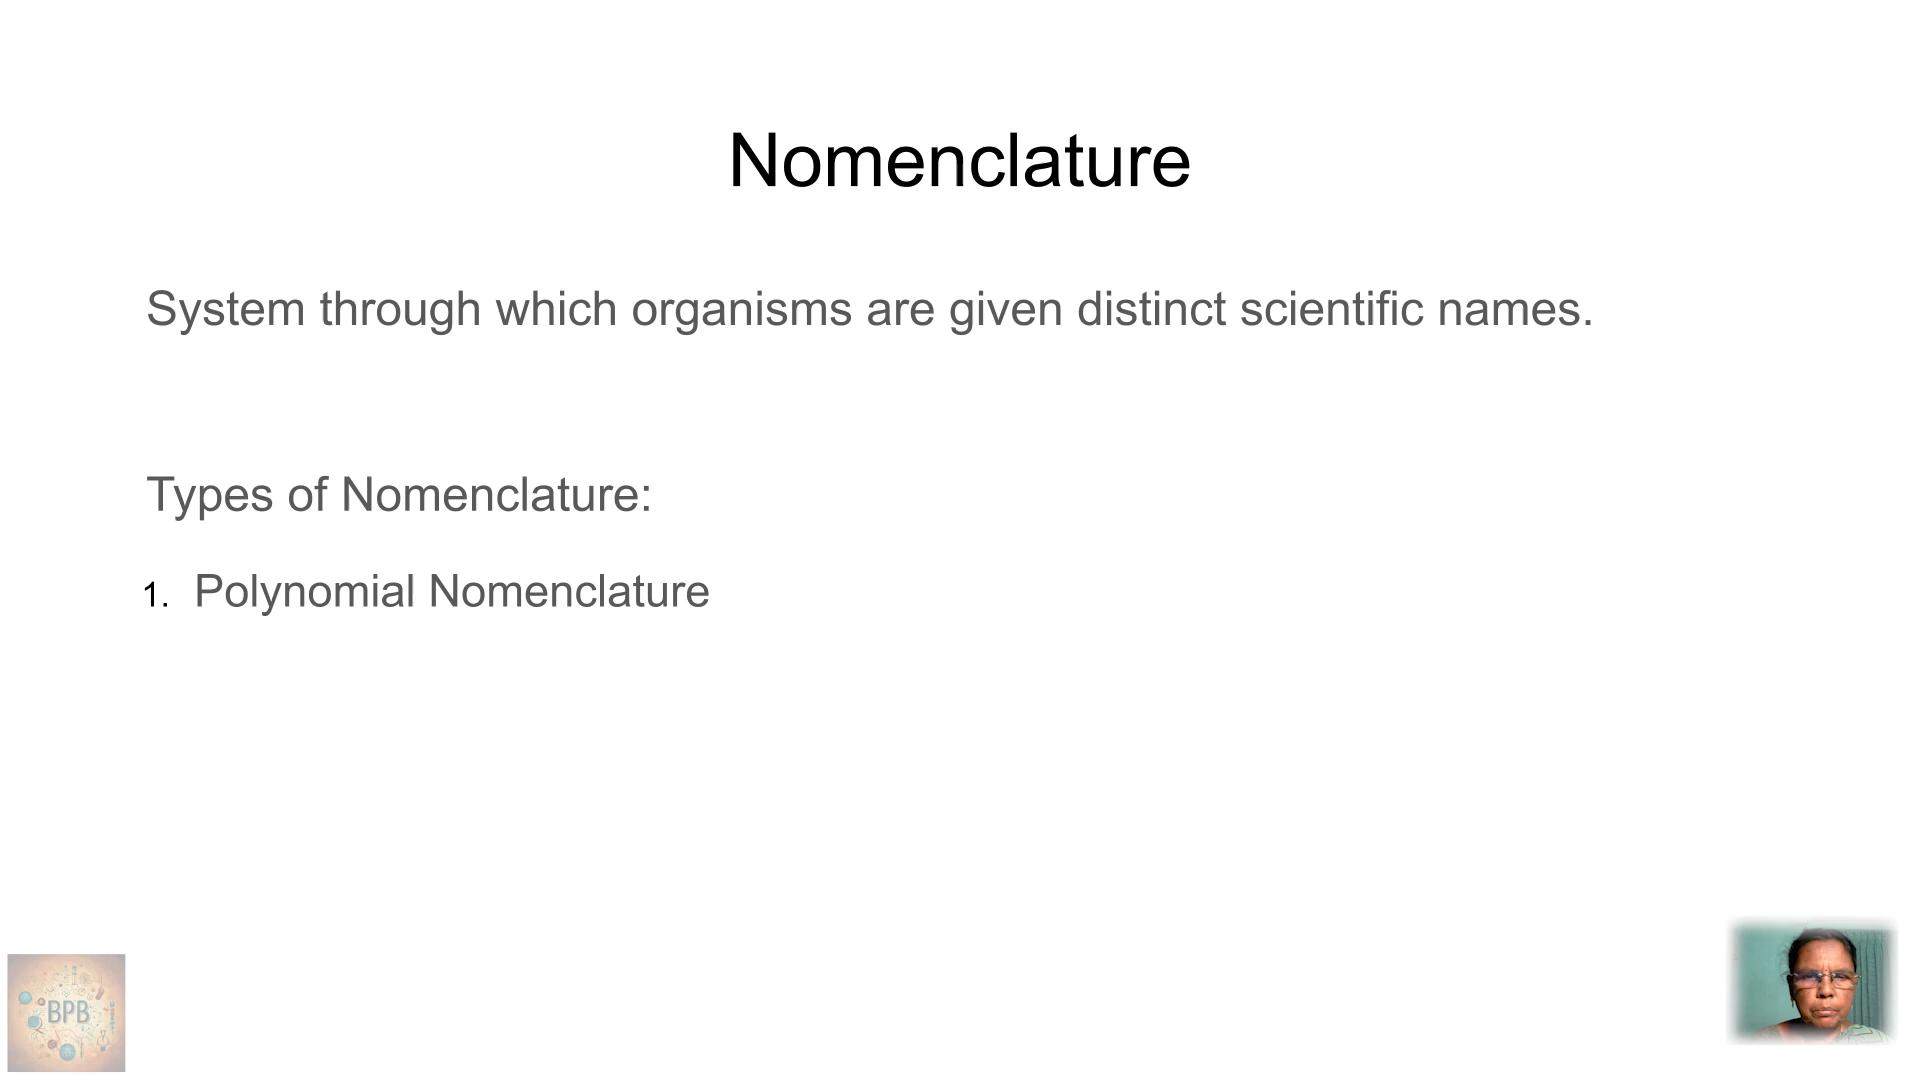 Nomenclature
System through which organisms are given distinct scientific names.
Types of Nomenclature:
1. Polynomial Nomenclature
BPB